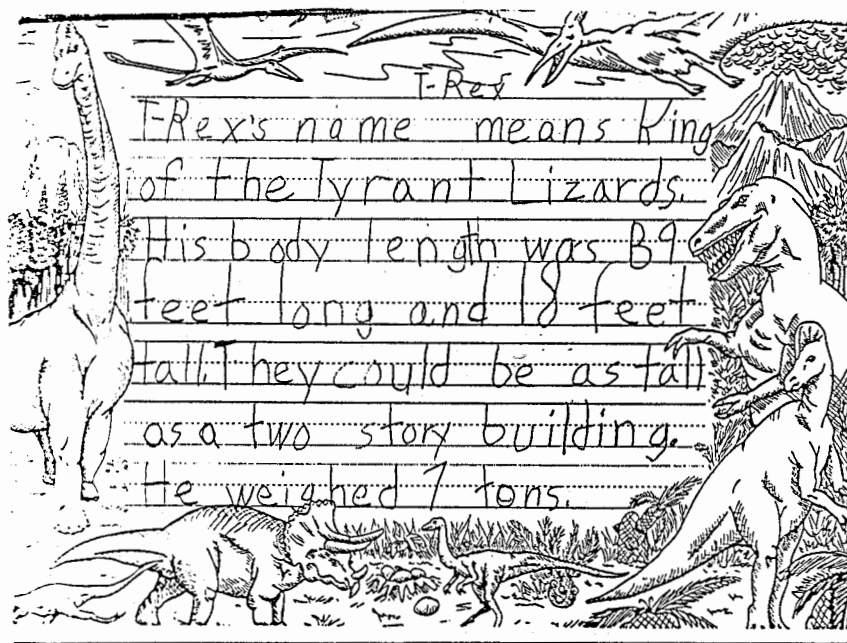 T-Rex
T-Rex's name means King
of the Tyrant Lizards.
His body length was 39
feet long and 18 feet
tall. They could be as tall
as a two story building.
He weighed 7 tons.